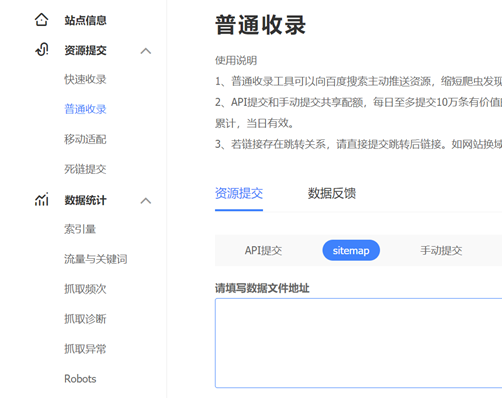 站点信息
资源提交
快速收录
普通收录
移动适配
死链提交
数据统计
索引量
流量与关键词
抓取频次
抓取诊断
抓取异常
Robots
普通收录
使用说明
1、普通收录工具可以向百度搜索主动推送资源，缩短爬虫发现
2、API提交和手动提交共享配额，每日至多提交10万条有价值的
累计，当日有效。
3、若链接存在跳转关系，请直接提交跳转后链接。如网站换域
资源提交 数据反馈
API提交 sitemap 手动提交
请填写数据文件地址